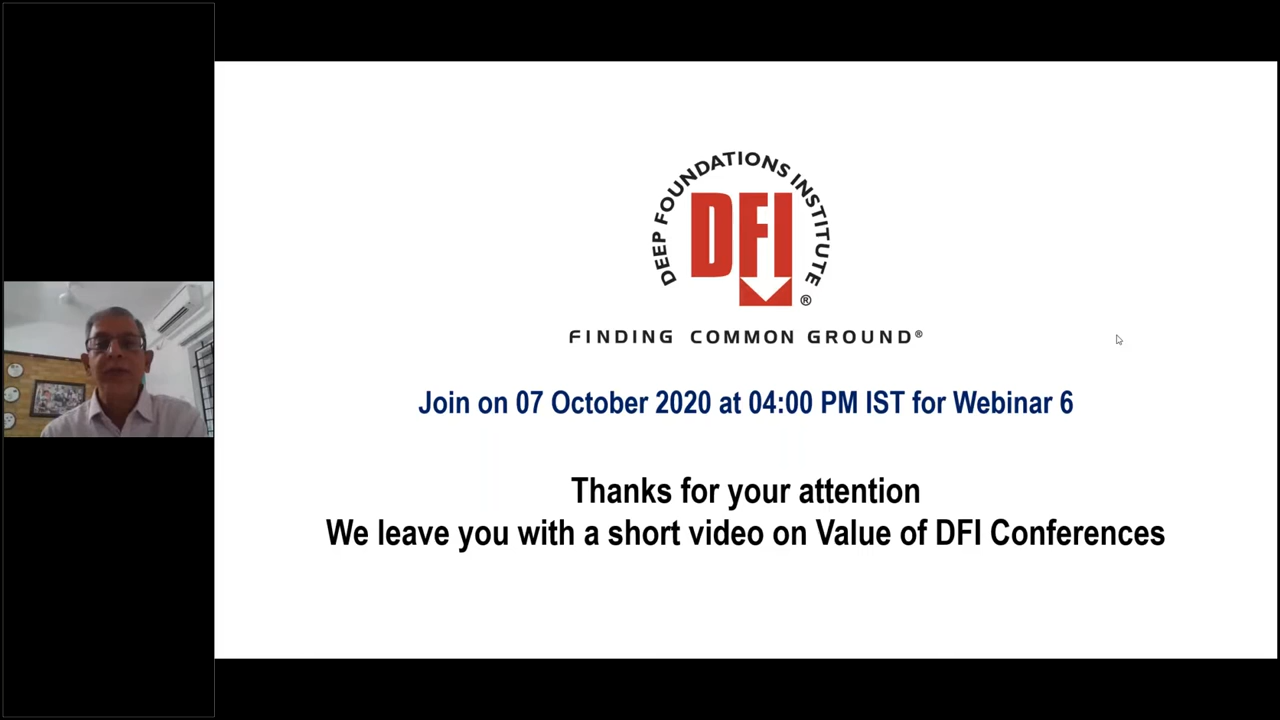 DEEP FOUNDATIONS INSTITUTE
DFI
®
FINDING COMMON GROUND®
Join on 07 October 2020 at 04:00 PM IST for Webinar 6
Thanks for your attention
We leave you with a short video on Value of DFI Conferences